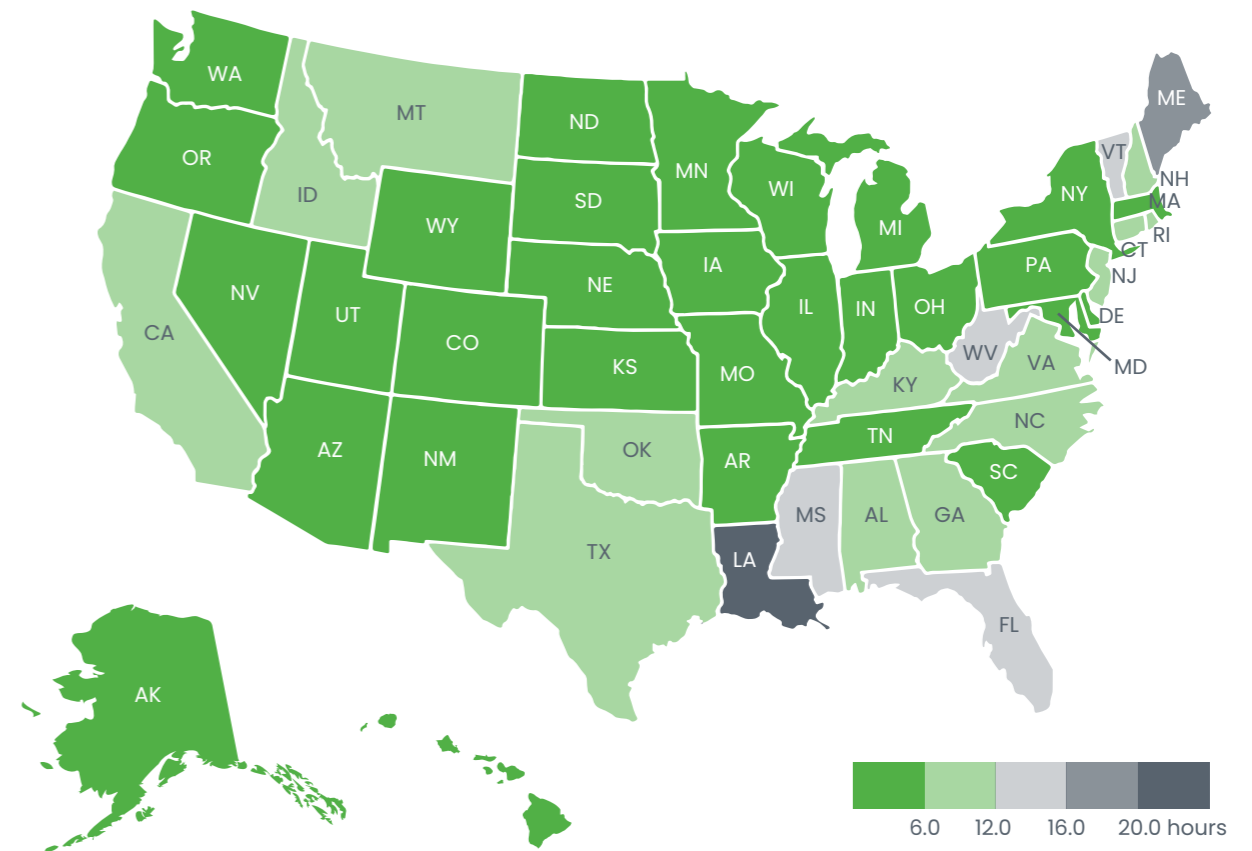 WA
MT
ND
MN
ME
OR
ID
SD
WI
VT
NH
MA
NY
WY
MI
RI
CT
IA
PA
NJ
NV
NE
IL
IN
OH
DE
UT
CA
CO
KS
MO
WV
VA
MD
KY
AZ
NM
OK
AR
TN
NC
SC
TX
LA
MS
AL
GA
FL
AK
6.0 12.0 16.0 20.0 hours